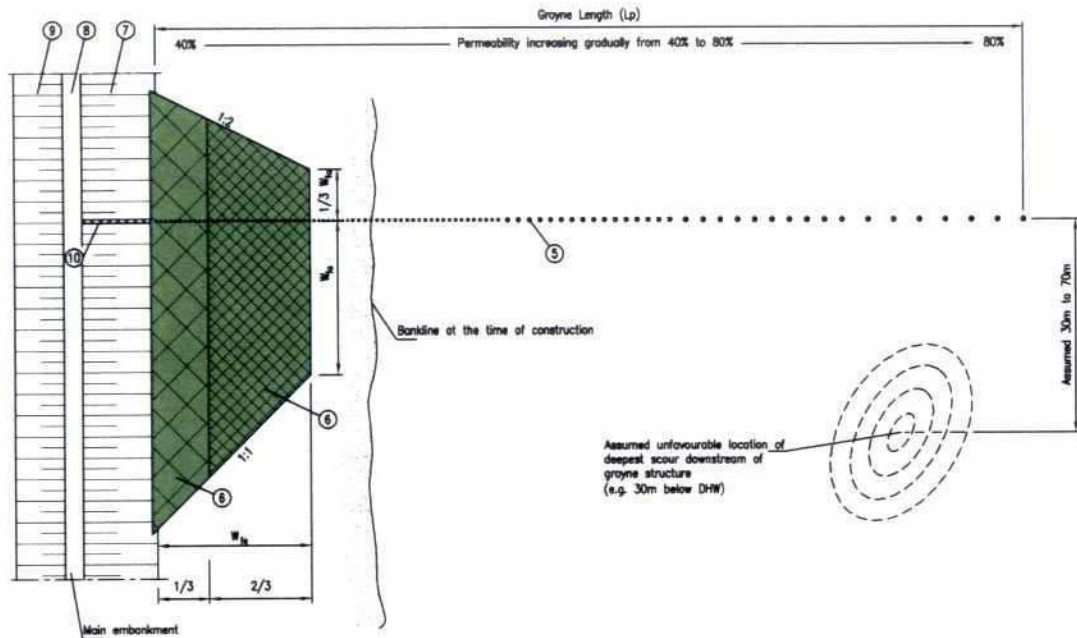 Groyne Length (Lp)
40% Permeability increasing gradually from 40% to 80% 80%
9
8
7
1:2
1/3
10
5
Bankline at the time of construction
Assumed 30m to 70m
6
Assumed unfavourable location of
deepest scour downstream of
groyne structure
(e.g. 30m below DHW)
1:1
6
1/3
2/3
Main embankment